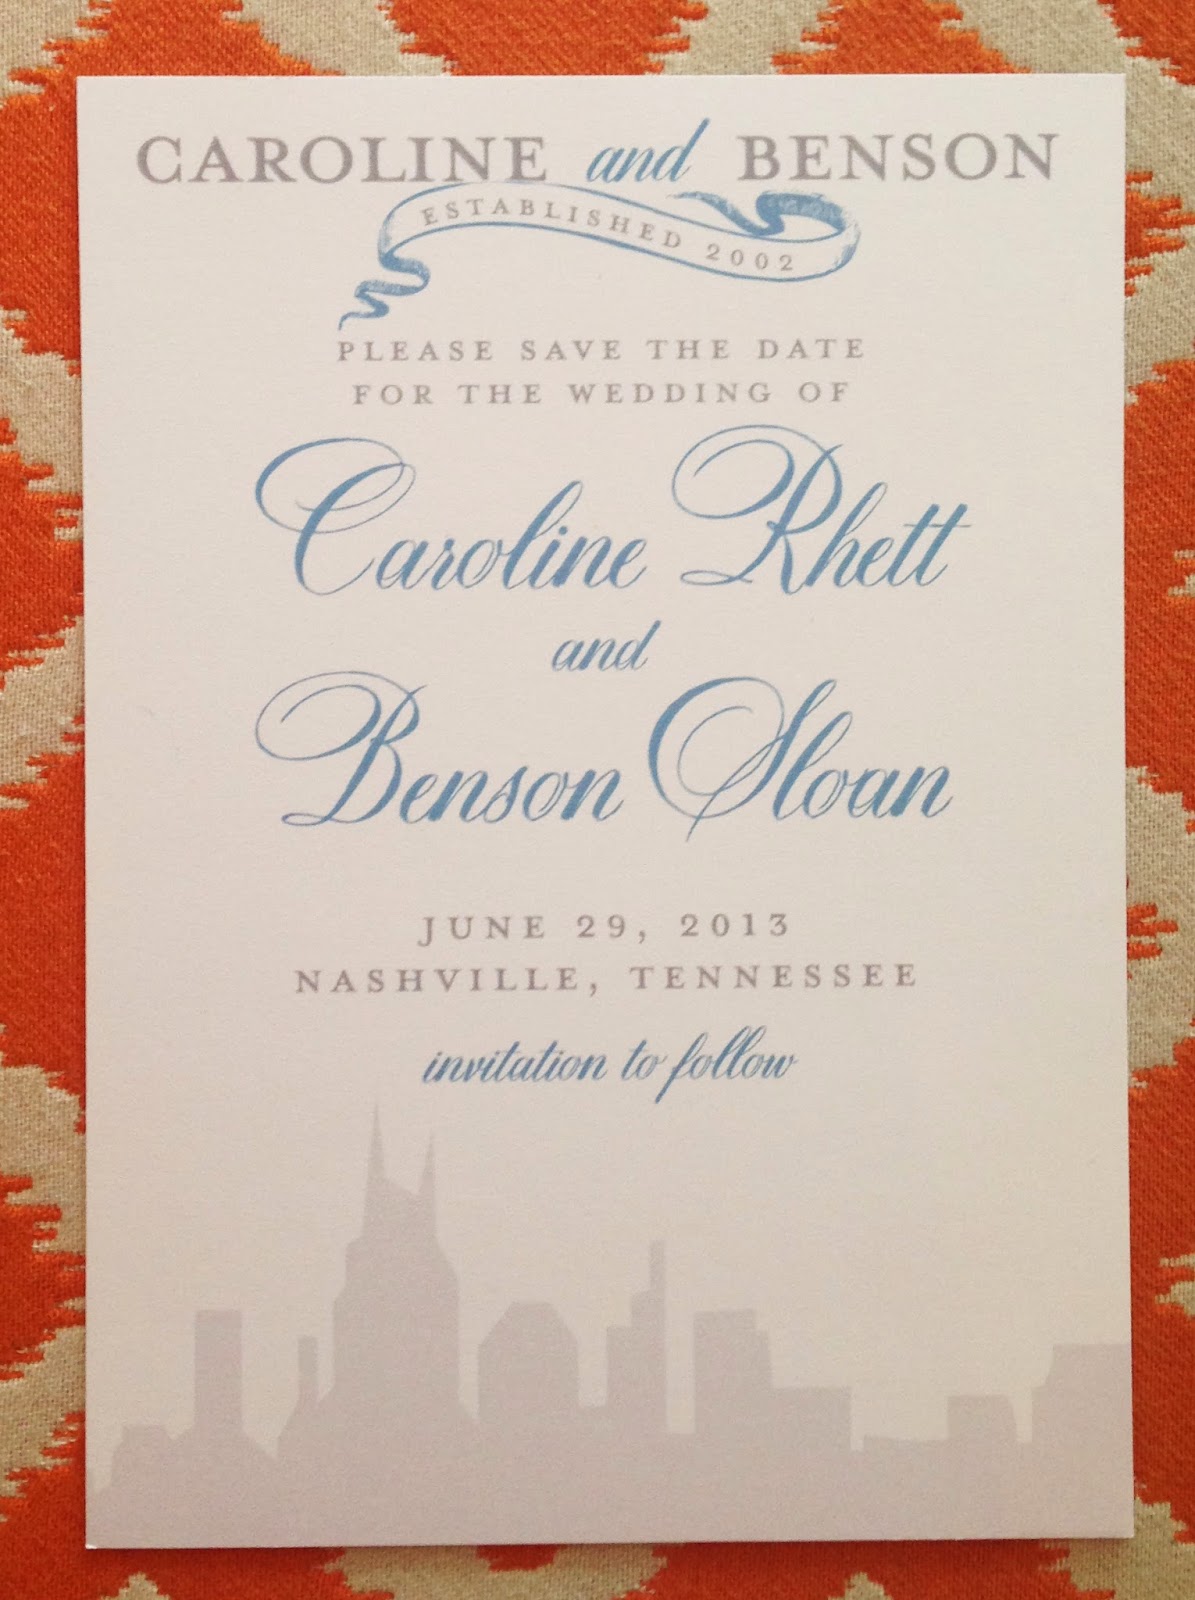 CAROLINE and BENSON
ESTABLISHED 2002
PLEASE SAVE THE DATE
FOR THE WEDDING OF
Caroline Rhett
and
Benson Sloan
JUNE 29, 2013
NASHVILLE, TENNESSEE
invitation to follow